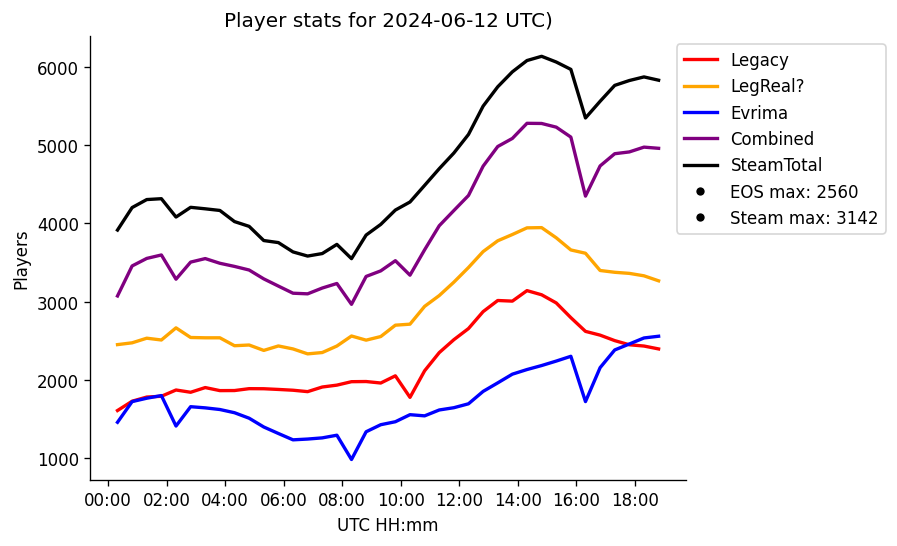 Player stats for 2024-06-12 UTC)
Players
6000
5000
4000
3000
2000
1000
00:00 02:00 04:00 06:00 08:00 10:00 12:00 14:00 16:00 18:00
UTC HH:mm
Legacy
LegReal?
Evrima
Combined
SteamTotal
EOS max: 2560
Steam max: 3142